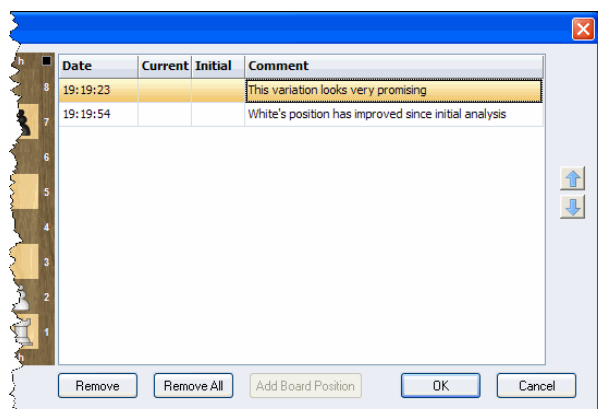 h
Date Current Initial Comment
8
19:19:23 This variation looks very promising
7
19:19:54 White's position has improved since initial analysis
6
5
4
3
2
1
h
Remove Remove All Add Board Position OK Cancel